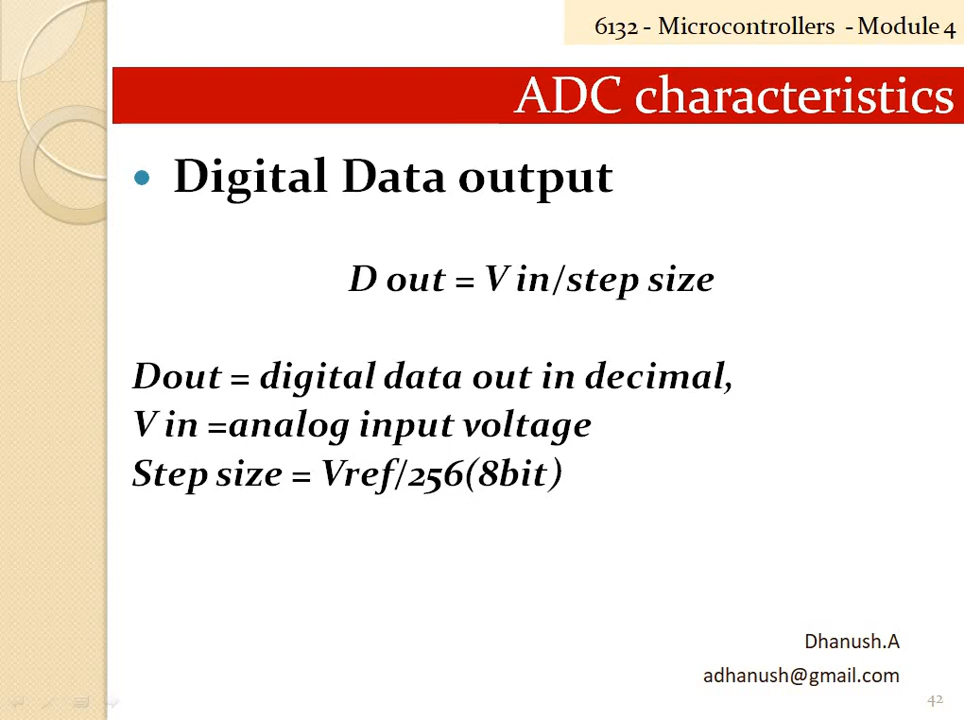 6132 - Microcontrollers - Module 4
ADC characteristics
• Digital Data output
D out = V in/step size
Dout = digital data out in decimal,
V in =analog input voltage
Step size = Vref/256(8bit)
Dhanush.A
adhanush@gmail.com
42